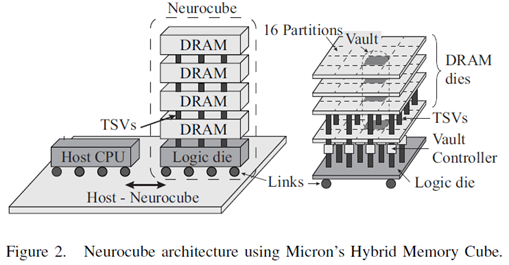 Neurocube
DRAM
DRAM
DRAM
DRAM
TSVs
Host CPU
Logic die
Host - Neurocube
Links
16 Partitions
Vault
DRAM
dies
TSVs
Vault
Controller
Logic die
Figure 2. Neurocube architecture using Micron's Hybrid Memory Cube.